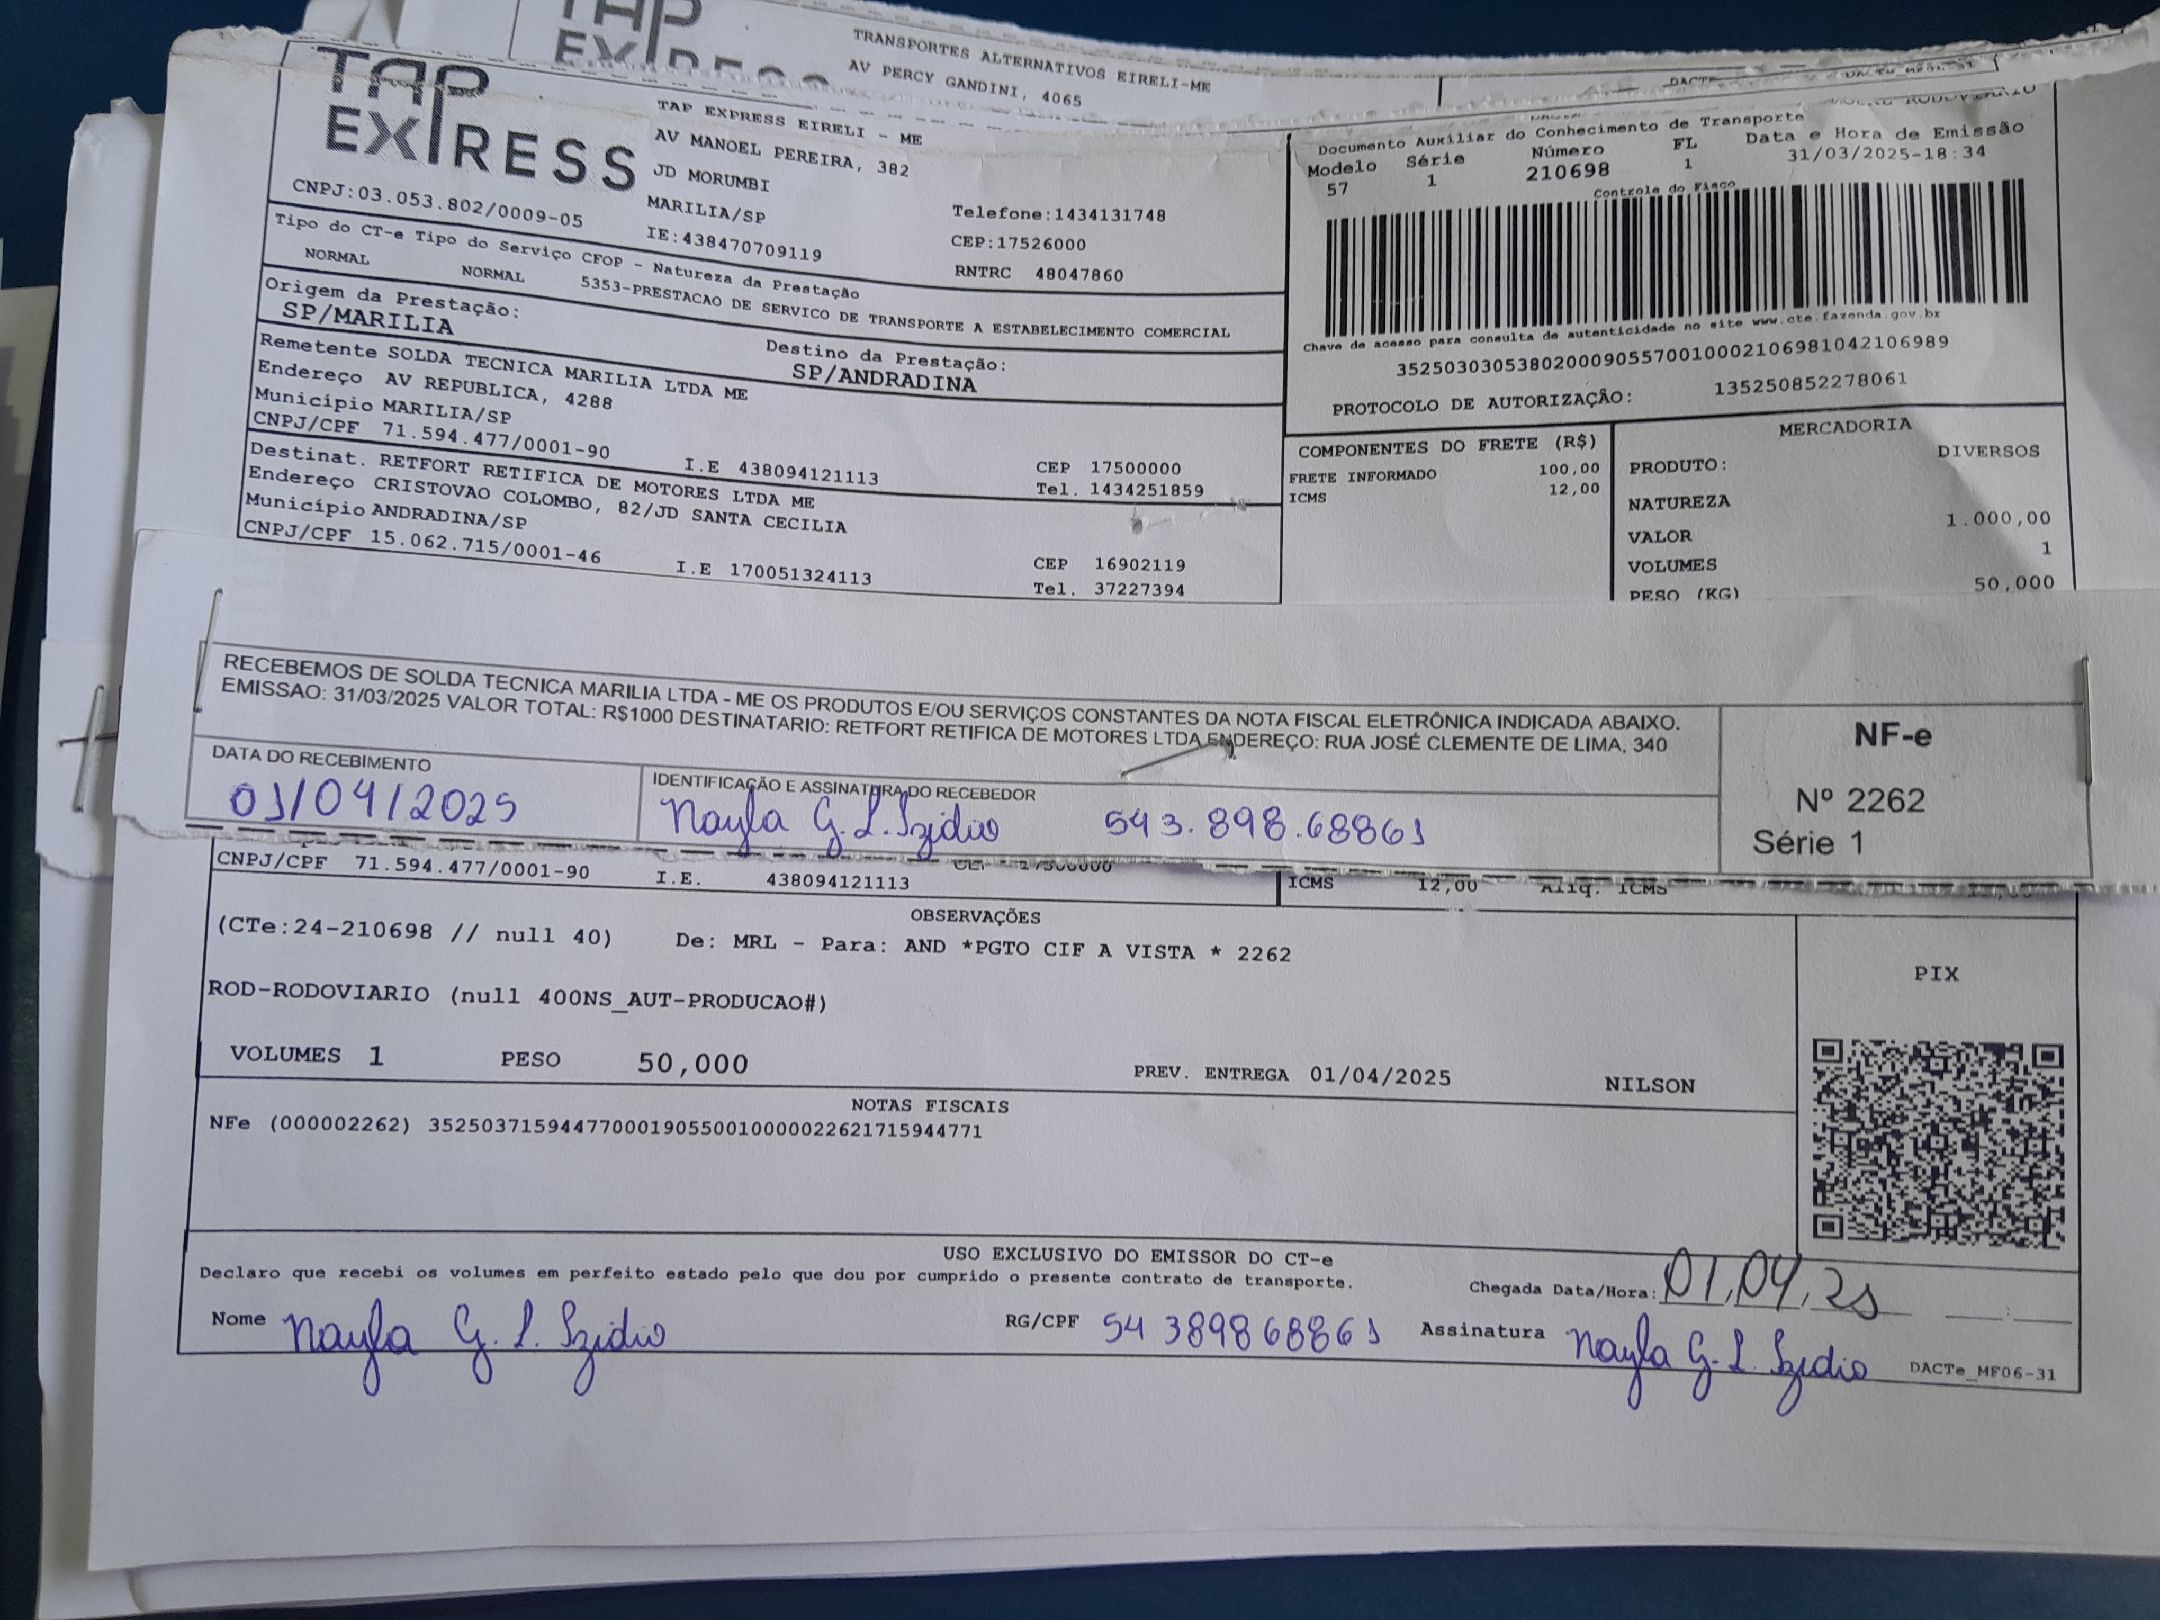 TAP
EXPRESS
TRANSPORTES ALTERNATIVOS EIRELI-ME
AV PERCY GANDINI, 4065
TAP
EXPRESS
CNPJ:03.053.802/0009-05
TAP EXPRESS EIRELI - ME
AV MANOEL PEREIRA, 382
JD MORUMBI
MARILIA/SP
IE:438470709119
Telefone:1434131748
CEP:17526000
RNTRC 48047860
Documento Auxiliar do Conhecimento de Transporte
Modelo Série Número FL Data e Hora de Emissão
57 1 210698 1 31/03/2025-18:34
Controle do Fisco
Chave de acesso para consulta de autenticidade no site www.cte.fazenda.gov.br
35250303053802000905570010002106981042106989
PROTOCOLO DE AUTORIZAÇÃO: 135250852278061
Tipo do CT-e Tipo do Serviço CFOP - Natureza da Prestação
NORMAL NORMAL 5353-PRESTACAO DE SERVICO DE TRANSPORTE A ESTABELECIMENTO COMERCIAL
Origem da Prestação:
SP/MARILIA
Destino da Prestação:
SP/ANDRADINA
Remetente SOLDA TECNICA MARILIA LTDA ME
Endereço AV REPUBLICA, 4288
Município MARILIA/SP
CNPJ/CPF 71.594.477/0001-90 I.E 438094121113
CEP 17500000
Tel. 1434251859
Destinat. RETFORT RETIFICA DE MOTORES LTDA ME
Endereço CRISTOVAO COLOMBO, 82/JD SANTA CECILIA
Município ANDRADINA/SP
CNPJ/CPF 15.062.715/0001-46 I.E 170051324113
CEP 16902119
Tel. 37227394
COMPONENTES DO FRETE (R$)
FRETE INFORMADO 100,00
ICMS 12,00
MERCADORIA
PRODUTO: DIVERSOS
NATUREZA
VALOR 1.000,00
VOLUMES 1
PESO (KG) 50,000
RECEBEMOS DE SOLDA TECNICA MARILIA LTDA - ME OS PRODUTOS E/OU SERVIÇOS CONSTANTES DA NOTA FISCAL ELETRÔNICA INDICADA ABAIXO.
EMISSAO: 31/03/2025 VALOR TOTAL: R$1000 DESTINATARIO: RETFORT RETIFICA DE MOTORES LTDA ENDEREÇO: RUA JOSÉ CLEMENTE DE LIMA, 340
NF-e
Nº 2262
Série 1
DATA DO RECEBIMENTO
01/04/2025
IDENTIFICAÇÃO E ASSINATURA DO RECEBEDOR
Nayla G. L. Izidio 543.898.68861
CNPJ/CPF 71.594.477/0001-90 I.E. 438094121113
ICMS 12,00 Aliq. ICMS
OBSERVAÇÕES
(CTe:24-210698 // null 40) De: MRL - Para: AND *PGTO CIF A VISTA * 2262
ROD-RODOVIARIO (null 400NS_AUT-PRODUCAO#)
VOLUMES 1 PESO 50,000
PREV. ENTREGA 01/04/2025 NILSON
PIX
NOTAS FISCAIS
NFe (000002262) 35250371594477000190550010000022621715944771
USO EXCLUSIVO DO EMISSOR DO CT-e
Declaro que recebi os volumes em perfeito estado pelo que dou por cumprido o presente contrato de transporte.
Chegada Data/Hora: 01,04,25
Nome Nayla G. L. Izidio RG/CPF 54389868861 Assinatura Nayla G. L. Izidio
DACTe_MF06-31